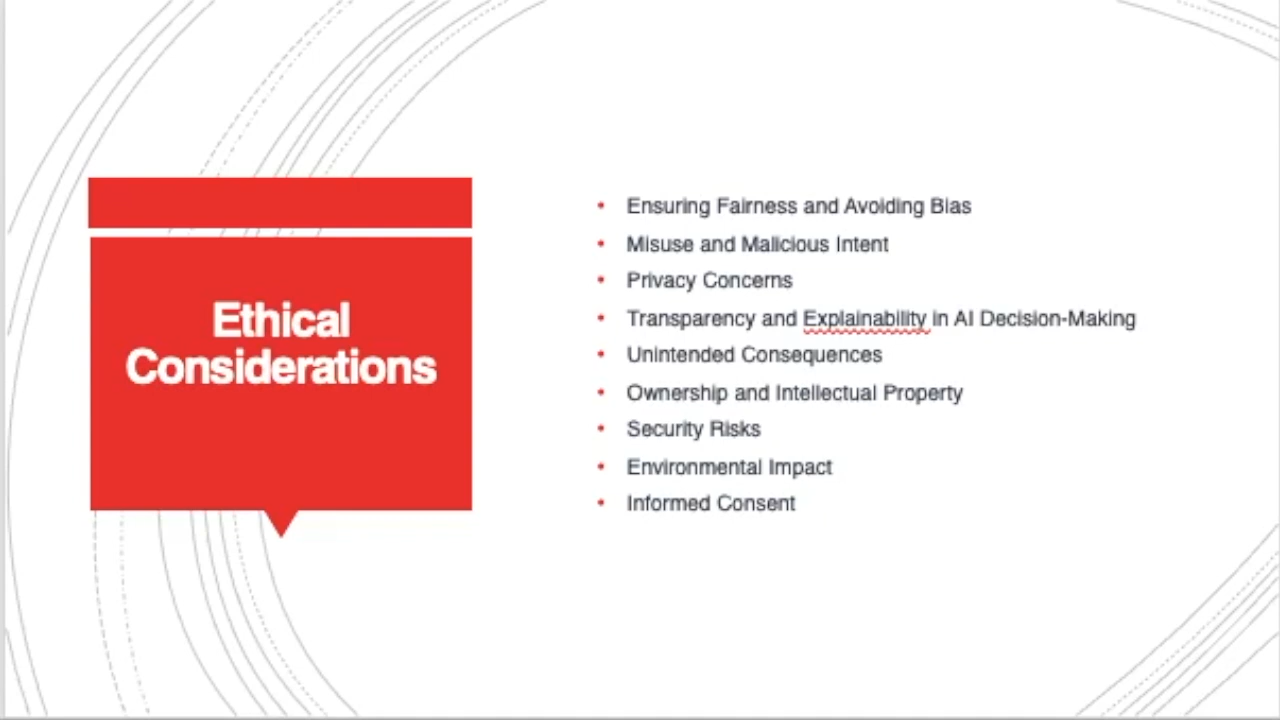 Ethical
Considerations
• Ensuring Fairness and Avoiding Bias
• Misuse and Malicious Intent
• Privacy Concerns
• Transparency and Explainability in AI Decision-Making
• Unintended Consequences
• Ownership and Intellectual Property
• Security Risks
• Environmental Impact
• Informed Consent